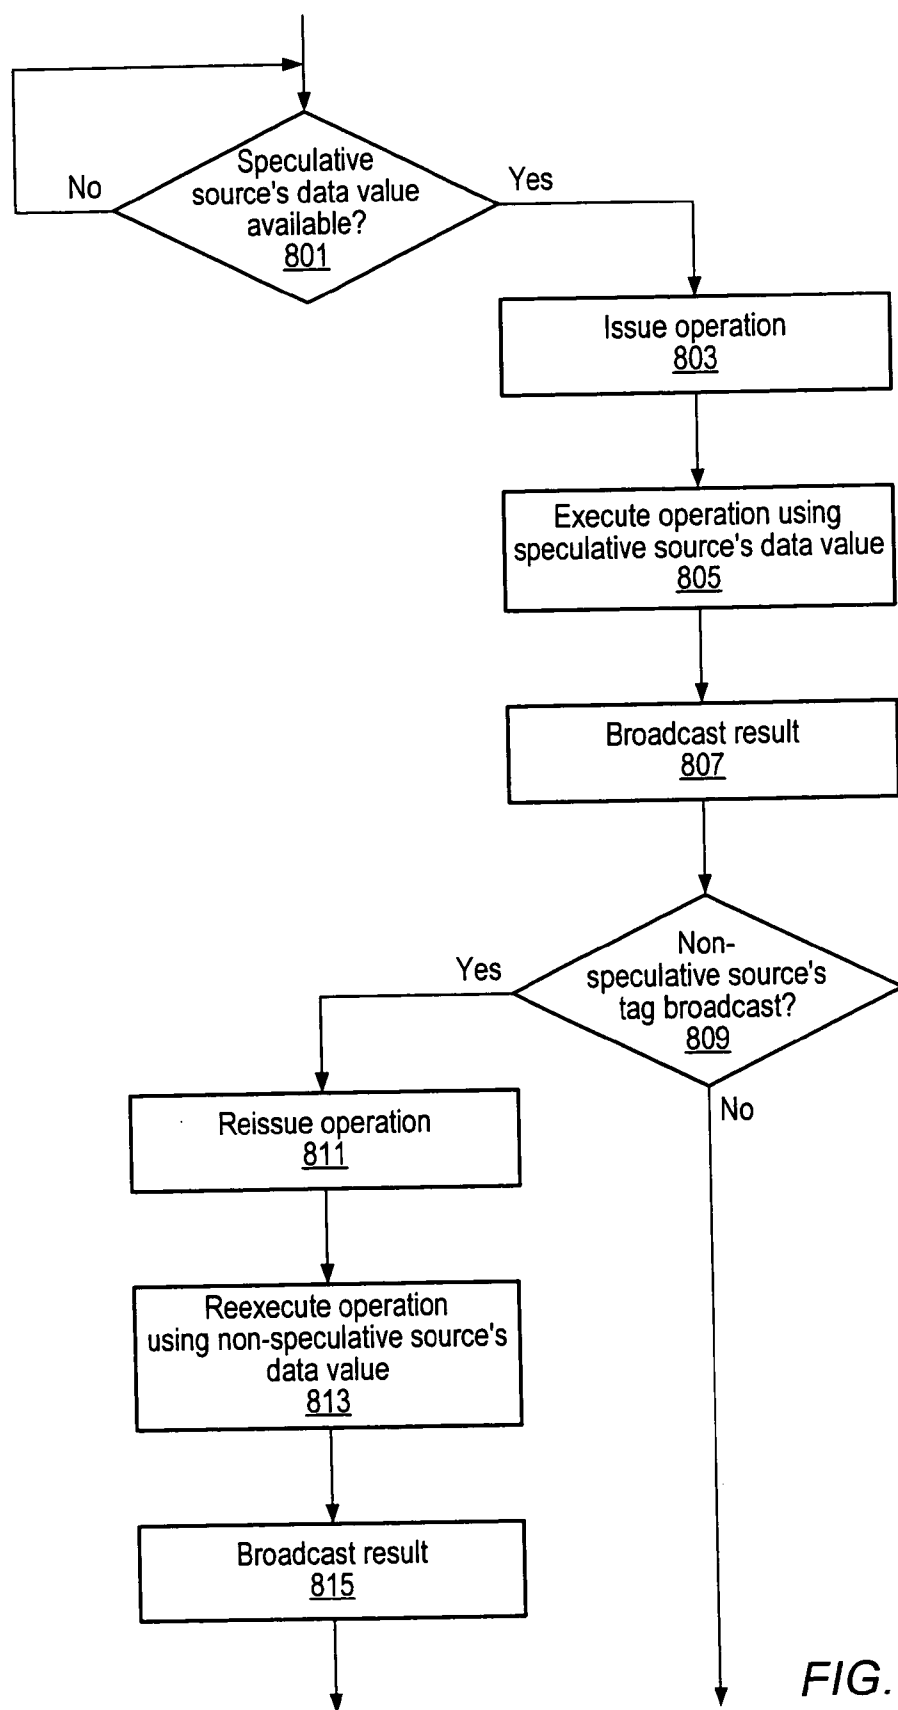 Speculative
source's data value
available?
801
No
Yes
Issue operation
803
Execute operation using
speculative source's data value
805
Broadcast result
807
Non-
speculative source's
tag broadcast?
809
Yes
No
Reissue operation
811
Reexecute operation
using non-speculative source's
data value
813
Broadcast result
815
FIG.